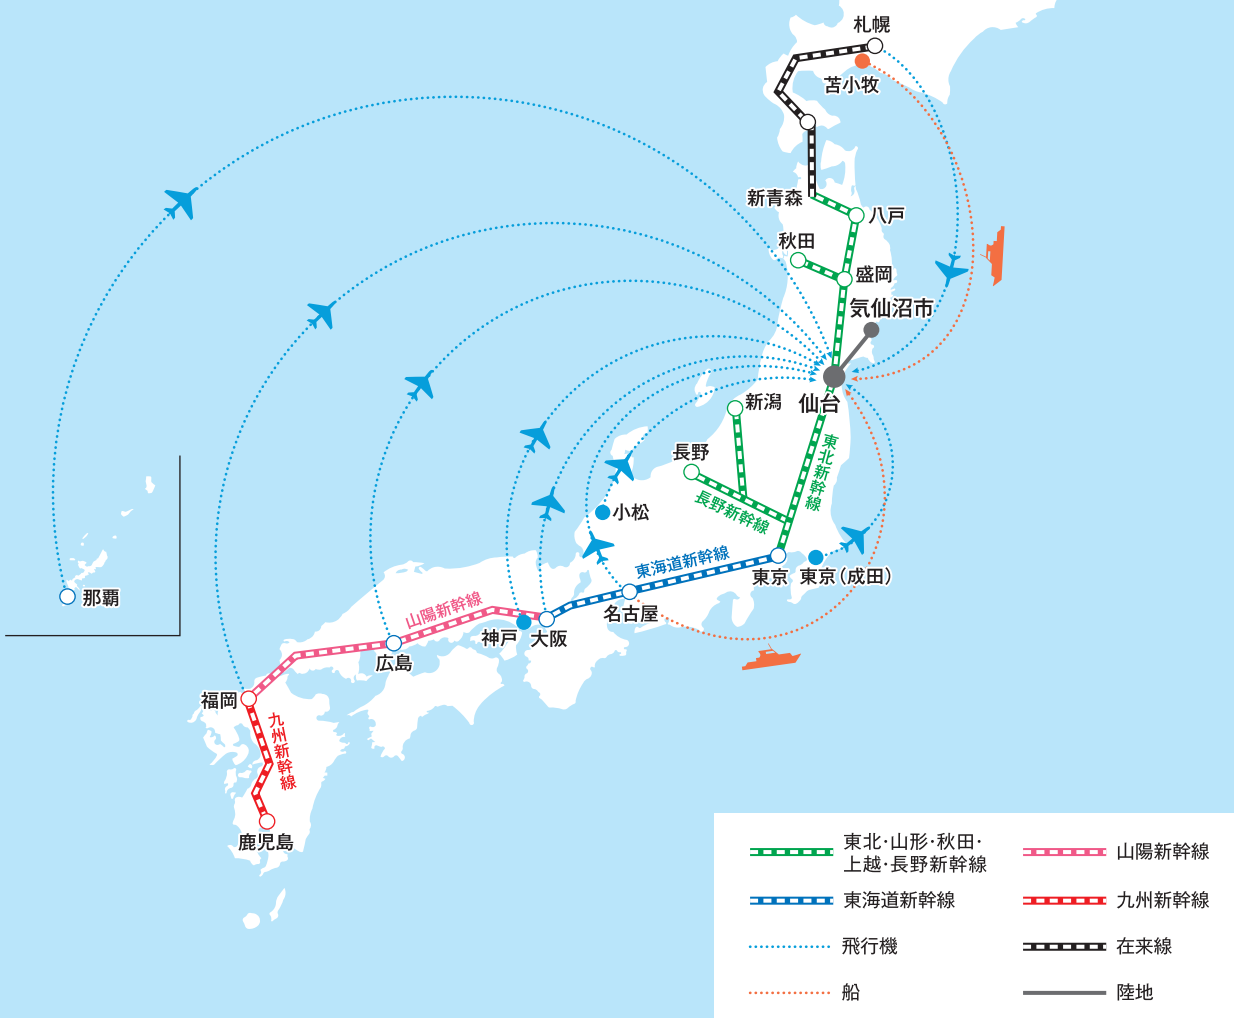 札幌
苫小牧
新青森
八戸
秋田
盛岡
気仙沼市
仙台
新潟
長野
東北新幹線
長野新幹線
小松
東海道新幹線
東京
東京（成田）
那覇
山陽新幹線
名古屋
神戸
大阪
広島
福岡
九州新幹線
鹿児島
東北・山形・秋田・
上越・長野新幹線
東海道新幹線
飛行機
船
山陽新幹線
九州新幹線
在来線
陸地